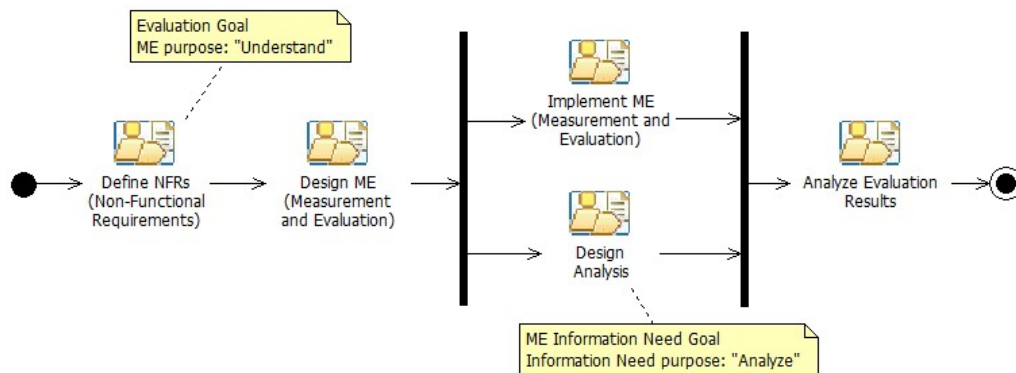 Evaluation Goal
ME purpose: "Understand"
Define NFRs
(Non-Functional
Requirements)
Design ME
(Measurement
and Evaluation)
Implement ME
(Measurement and
Evaluation)
Design
Analysis
ME Information Need Goal
Information Need purpose: "Analyze"
Analyze Evaluation
Results